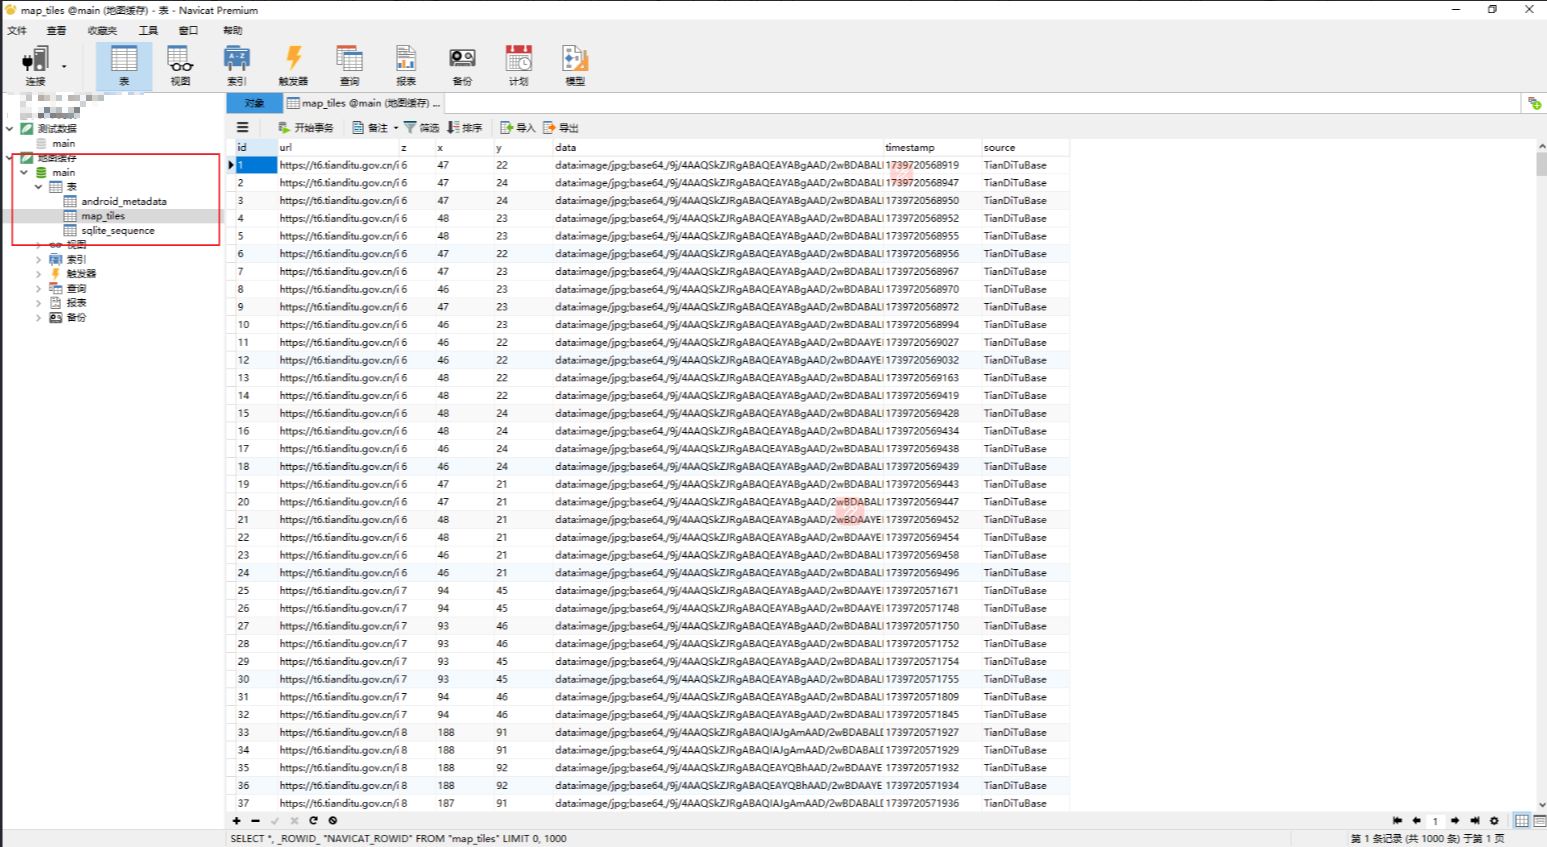 map_tiles @main (地图缓存) - 表 - Navicat Premium
文件 查看 收藏夹 工具 窗口 帮助
连接 表 视图 索引 触发器 查询 报表 备份 计划 模型
对象 map_tiles @main (地图缓存) ...
测试数据
main
地图缓存
main
表
android_metadata
map_tiles
sqlite_sequence
视图
索引
触发器
查询
报表
备份
开始事务 备注 筛选 排序 导入 导出
id url z x y data timestamp source
1 https://t6.tianditu.gov.cn/i 6 47 22 data:image/jpg;base64,/9j/4AAQSkZJRgABAQEAYABgAAD/2wBDABALI 1739720568919 TianDiTuBase
2 https://t6.tianditu.gov.cn/i 6 47 24 data:image/jpg;base64,/9j/4AAQSkZJRgABAQEAYABgAAD/2wBDABALI 1739720568947 TianDiTuBase
3 https://t6.tianditu.gov.cn/i 6 47 24 data:image/jpg;base64,/9j/4AAQSkZJRgABAQEAYABgAAD/2wBDABALI 1739720568950 TianDiTuBase
4 https://t6.tianditu.gov.cn/i 6 48 23 data:image/jpg;base64,/9j/4AAQSkZJRgABAQEAYABgAAD/2wBDABALI 1739720568952 TianDiTuBase
5 https://t6.tianditu.gov.cn/i 6 48 23 data:image/jpg;base64,/9j/4AAQSkZJRgABAQEAYABgAAD/2wBDABALI 1739720568955 TianDiTuBase
6 https://t6.tianditu.gov.cn/i 6 47 22 data:image/jpg;base64,/9j/4AAQSkZJRgABAQEAYABgAAD/2wBDABALI 1739720568956 TianDiTuBase
7 https://t6.tianditu.gov.cn/i 6 47 23 data:image/jpg;base64,/9j/4AAQSkZJRgABAQEAYABgAAD/2wBDABALI 1739720568967 TianDiTuBase
8 https://t6.tianditu.gov.cn/i 6 46 23 data:image/jpg;base64,/9j/4AAQSkZJRgABAQEAYABgAAD/2wBDABALI 1739720568970 TianDiTuBase
9 https://t6.tianditu.gov.cn/i 6 47 23 data:image/jpg;base64,/9j/4AAQSkZJRgABAQEAYABgAAD/2wBDABALI 1739720568972 TianDiTuBase
10 https://t6.tianditu.gov.cn/i 6 46 23 data:image/jpg;base64,/9j/4AAQSkZJRgABAQEAYABgAAD/2wBDABALI 1739720568994 TianDiTuBase
11 https://t6.tianditu.gov.cn/i 6 46 22 data:image/jpg;base64,/9j/4AAQSkZJRgABAQEAYABgAAD/2wBDAAYEI 1739720569027 TianDiTuBase
12 https://t6.tianditu.gov.cn/i 6 46 22 data:image/jpg;base64,/9j/4AAQSkZJRgABAQEAYABgAAD/2wBDAAYEI 1739720569032 TianDiTuBase
13 https://t6.tianditu.gov.cn/i 6 48 22 data:image/jpg;base64,/9j/4AAQSkZJRgABAQEAYABgAAD/2wBDABALI 1739720569163 TianDiTuBase
14 https://t6.tianditu.gov.cn/i 6 48 22 data:image/jpg;base64,/9j/4AAQSkZJRgABAQEAYABgAAD/2wBDABALI 1739720569419 TianDiTuBase
15 https://t6.tianditu.gov.cn/i 6 48 24 data:image/jpg;base64,/9j/4AAQSkZJRgABAQEAYABgAAD/2wBDABALI 1739720569428 TianDiTuBase
16 https://t6.tianditu.gov.cn/i 6 48 24 data:image/jpg;base64,/9j/4AAQSkZJRgABAQEAYABgAAD/2wBDABALI 1739720569434 TianDiTuBase
17 https://t6.tianditu.gov.cn/i 6 46 24 data:image/jpg;base64,/9j/4AAQSkZJRgABAQEAYABgAAD/2wBDABALI 1739720569438 TianDiTuBase
18 https://t6.tianditu.gov.cn/i 6 46 24 data:image/jpg;base64,/9j/4AAQSkZJRgABAQEAYABgAAD/2wBDABALI 1739720569439 TianDiTuBase
19 https://t6.tianditu.gov.cn/i 6 47 21 data:image/jpg;base64,/9j/4AAQSkZJRgABAQEAYABgAAD/2wBDABALI 1739720569443 TianDiTuBase
20 https://t6.tianditu.gov.cn/i 6 47 21 data:image/jpg;base64,/9j/4AAQSkZJRgABAQEAYABgAAD/2wBDABALI 1739720569447 TianDiTuBase
21 https://t6.tianditu.gov.cn/i 6 48 21 data:image/jpg;base64,/9j/4AAQSkZJRgABAQEAYABgAAD/2wBDAAYEI 1739720569452 TianDiTuBase
22 https://t6.tianditu.gov.cn/i 6 48 21 data:image/jpg;base64,/9j/4AAQSkZJRgABAQEAYABgAAD/2wBDAAYEI 1739720569454 TianDiTuBase
23 https://t6.tianditu.gov.cn/i 6 46 21 data:image/jpg;base64,/9j/4AAQSkZJRgABAQEAYABgAAD/2wBDABALI 1739720569458 TianDiTuBase
24 https://t6.tianditu.gov.cn/i 6 46 21 data:image/jpg;base64,/9j/4AAQSkZJRgABAQEAYABgAAD/2wBDABALI 1739720569496 TianDiTuBase
25 https://t6.tianditu.gov.cn/i 7 94 45 data:image/jpg;base64,/9j/4AAQSkZJRgABAQEAYABgAAD/2wBDAAYEI 1739720571671 TianDiTuBase
26 https://t6.tianditu.gov.cn/i 7 94 45 data:image/jpg;base64,/9j/4AAQSkZJRgABAQEAYABgAAD/2wBDAAYEI 1739720571748 TianDiTuBase
27 https://t6.tianditu.gov.cn/i 7 93 46 data:image/jpg;base64,/9j/4AAQSkZJRgABAQEAYABgAAD/2wBDABALI 1739720571750 TianDiTuBase
28 https://t6.tianditu.gov.cn/i 7 93 46 data:image/jpg;base64,/9j/4AAQSkZJRgABAQEAYABgAAD/2wBDABALI 1739720571752 TianDiTuBase
29 https://t6.tianditu.gov.cn/i 7 93 45 data:image/jpg;base64,/9j/4AAQSkZJRgABAQEAYABgAAD/2wBDABALI 1739720571754 TianDiTuBase
30 https://t6.tianditu.gov.cn/i 7 93 45 data:image/jpg;base64,/9j/4AAQSkZJRgABAQEAYABgAAD/2wBDABALI 1739720571755 TianDiTuBase
31 https://t6.tianditu.gov.cn/i 7 94 46 data:image/jpg;base64,/9j/4AAQSkZJRgABAQEAYABgAAD/2wBDABALI 1739720571809 TianDiTuBase
32 https://t6.tianditu.gov.cn/i 7 94 46 data:image/jpg;base64,/9j/4AAQSkZJRgABAQEAYABgAAD/2wBDABALI 1739720571845 TianDiTuBase
33 https://t6.tianditu.gov.cn/i 8 188 91 data:image/jpg;base64,/9j/4AAQSkZJRgABAQIAJgAmAAD/2wBDABALD 1739720571927 TianDiTuBase
34 https://t6.tianditu.gov.cn/i 8 188 91 data:image/jpg;base64,/9j/4AAQSkZJRgABAQIAJgAmAAD/2wBDABALD 1739720571929 TianDiTuBase
35 https://t6.tianditu.gov.cn/i 8 188 92 data:image/jpg;base64,/9j/4AAQSkZJRgABAQEAYQBhAAD/2wBDAAYE 1739720571932 TianDiTuBase
36 https://t6.tianditu.gov.cn/i 8 188 92 data:image/jpg;base64,/9j/4AAQSkZJRgABAQEAYQBhAAD/2wBDAAYE 1739720571934 TianDiTuBase
37 https://t6.tianditu.gov.cn/i 8 187 91 data:image/jpg;base64,/9j/4AAQSkZJRgABAQIAJgAmAAD/2wBDABALD 1739720571936 TianDiTuBase
1
SELECT *, _ROWID_ "NAVICAT_ROWID" FROM "map_tiles" LIMIT 0, 1000 第 1 条记录 (共 1000 条) 于第 1 页